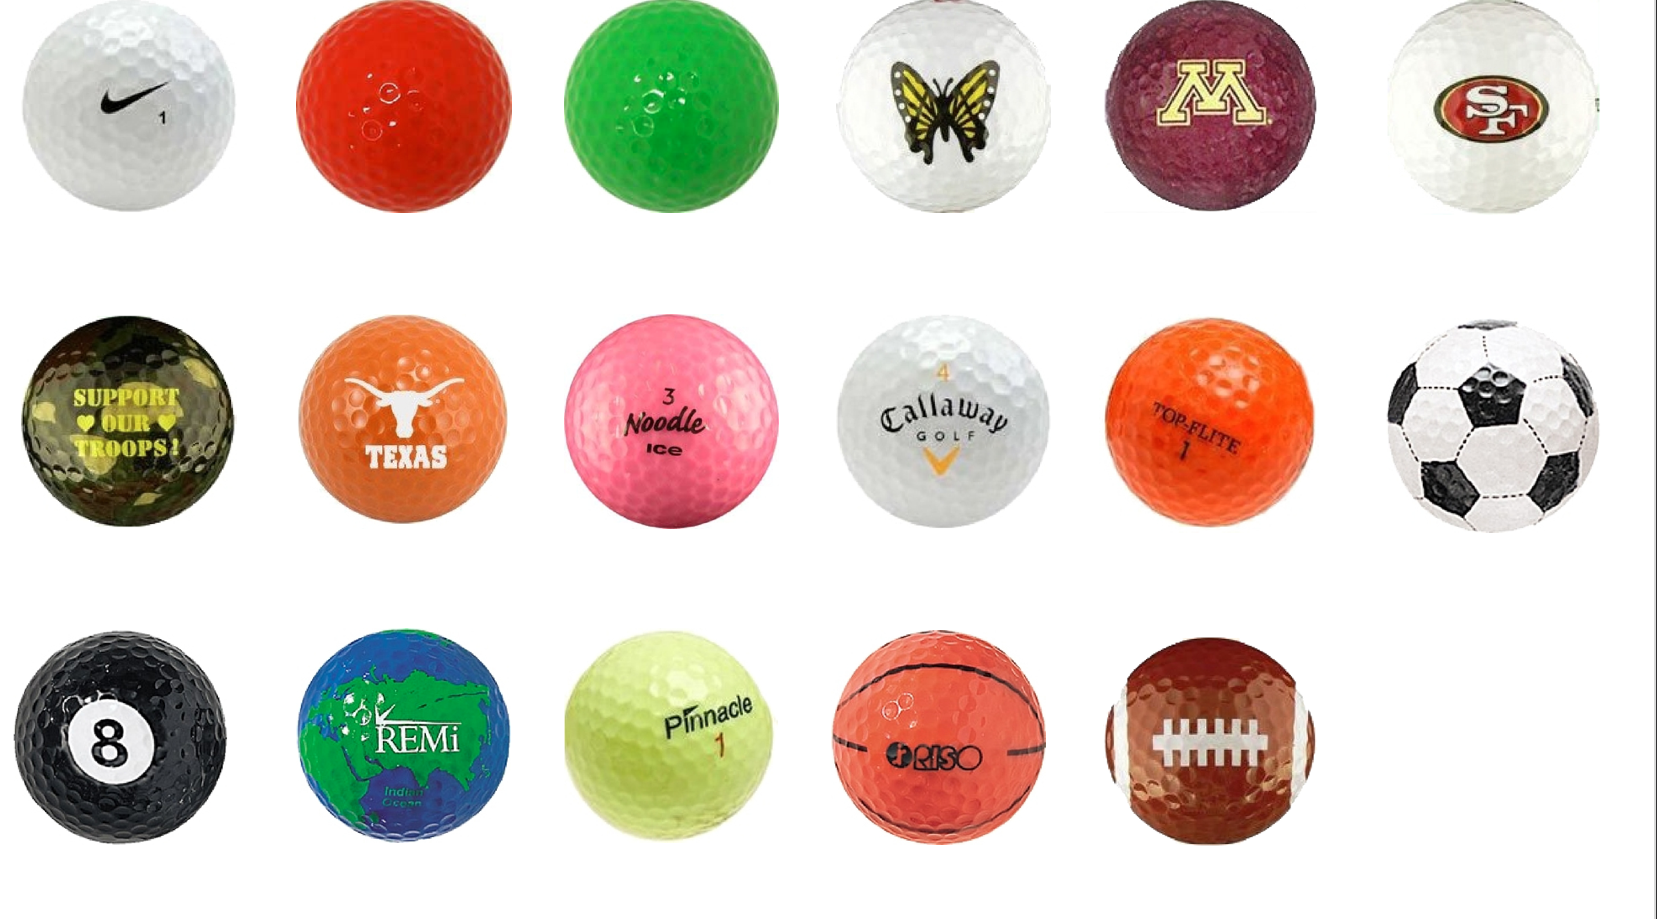 1
M
SF
SUPPORT
OUR
TROOPS!
TEXAS
3
Noodle
Ice
4
Callaway
GOLF
TOP-FLITE
1
8
REMi
Indian
Ocean
Pinnacle
1
RISO